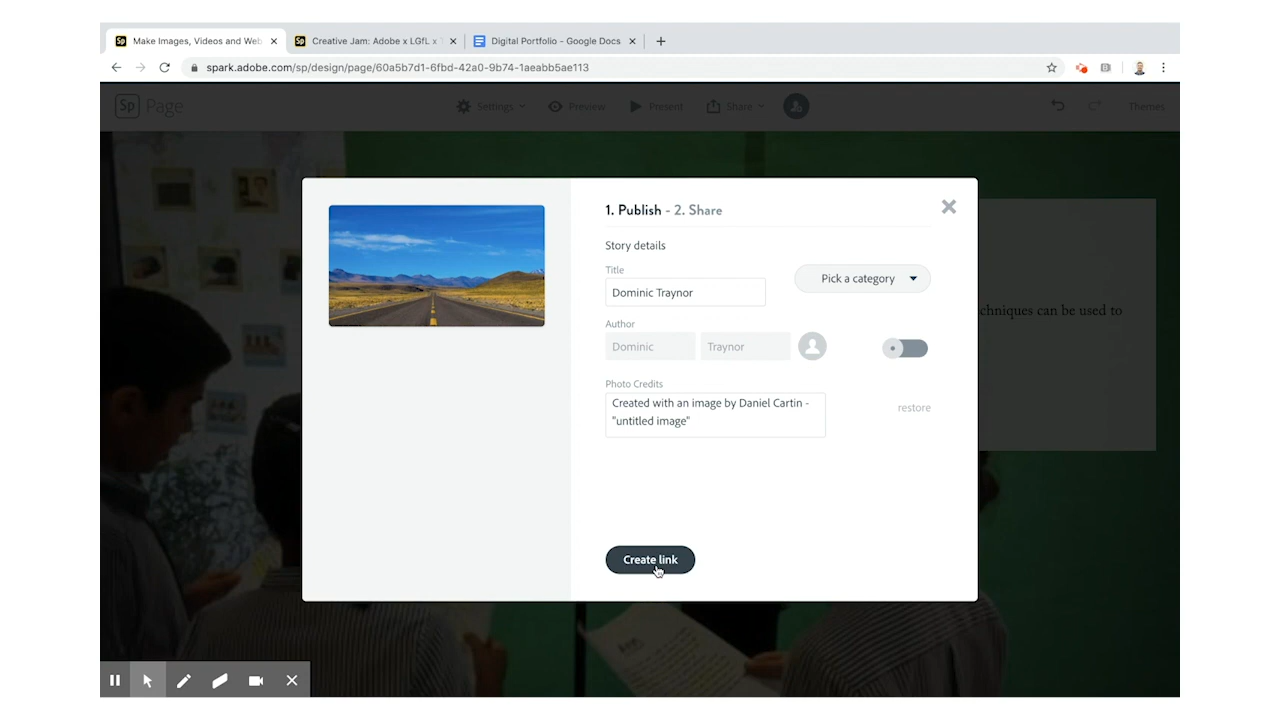 Sp Make Images, Videos and Web
Sp Creative Jam: Adobe x LGfL x
Digital Portfolio - Google Docs
spark.adobe.com/sp/design/page/60a5b7d1-6fbd-42a0-9b74-1aeabb5ae113
Sp Page
Settings
Preview
Present
Share
Themes
1. Publish - 2. Share
Story details
Title
Dominic Traynor
Pick a category
chniques can be used to
Author
Dominic
Traynor
Photo Credits
Created with an image by Daniel Cartin -
"untitled image"
restore
Create link